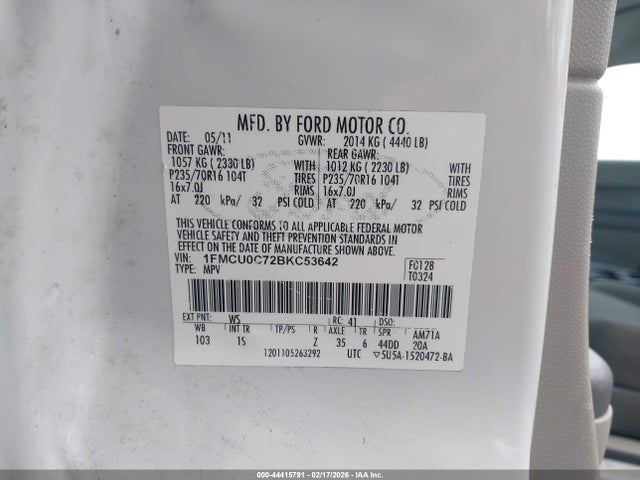 MFD. BY FORD MOTOR CO.
DATE: 05/11 GVWR: 2014 KG ( 4440 LB)
FRONT GAWR: REAR GAWR:
1057 KG ( 2330 LB) WITH 1012 KG ( 2230 LB) WITH
P235/70R16 104T TIRES P235/70R16 104T TIRES
16x7.0J RIMS 16x7.0J RIMS
AT 220 kPa/ 32 PSI COLD AT 220 kPa/ 32 PSI COLD
THIS VEHICLE CONFORMS TO ALL APPLICABLE FEDERAL MOTOR
VEHICLE SAFETY AND THEFT PREVENTION STANDARDS IN
EFFECT ON THE DATE OF MANUFACTURE SHOWN ABOVE.
VIN: 1FMCU0C72BKC53642 F0128
TYPE: MPV T0324
EXT PNT: WS RC: 41 DSO:
WB INT TR TP/PS R AXLE TR SPR AM71A
103 1S Z 35 6 44DD 20A
1201105263292 UTC ▽5U5A-1520472-BA
000-44415791 - 02/17/2026 - IAA Inc.